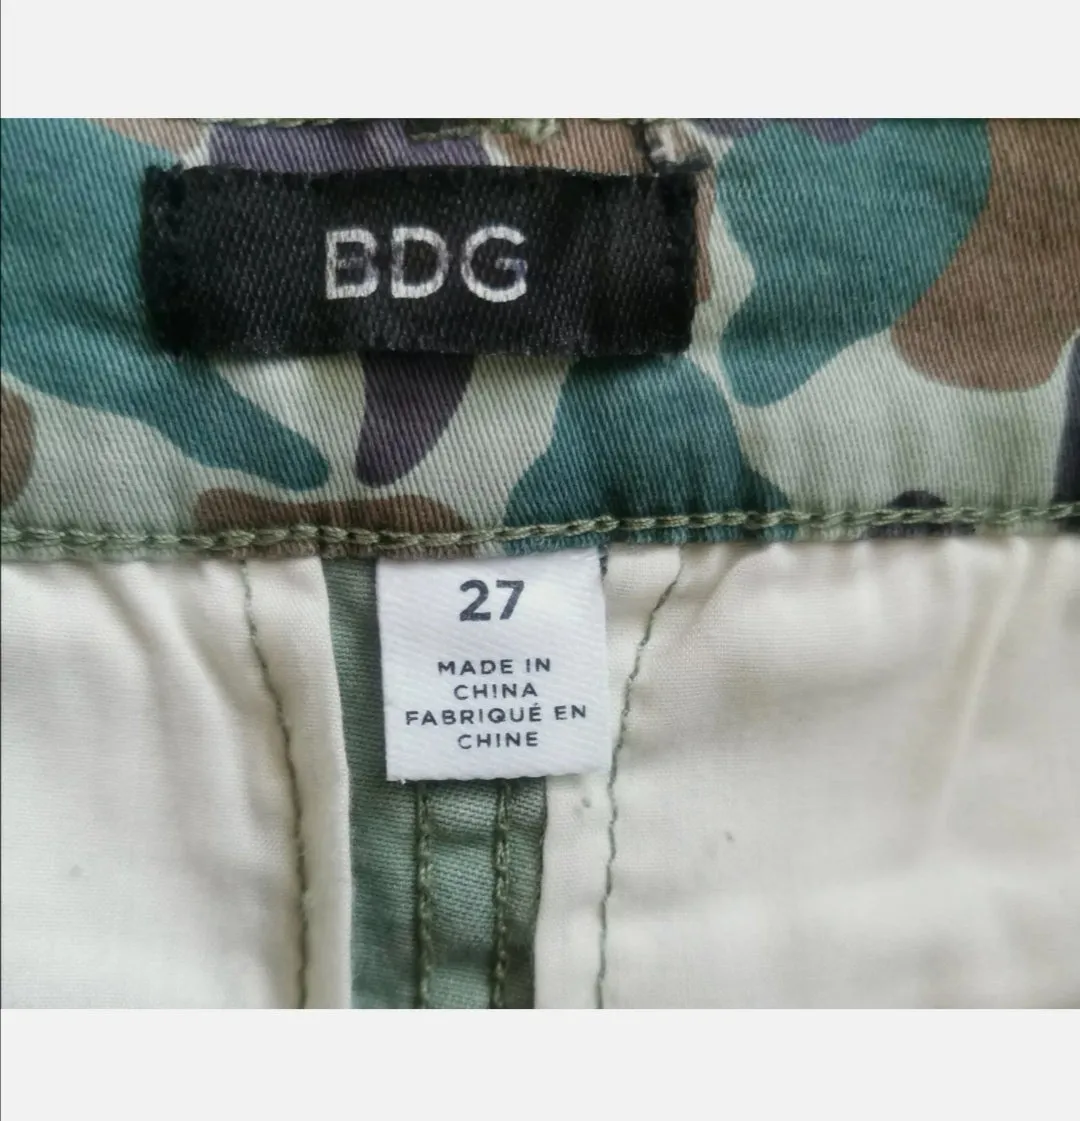 BDG
27
MADE IN
CHINA
FABRIQUÉ EN
CHINE